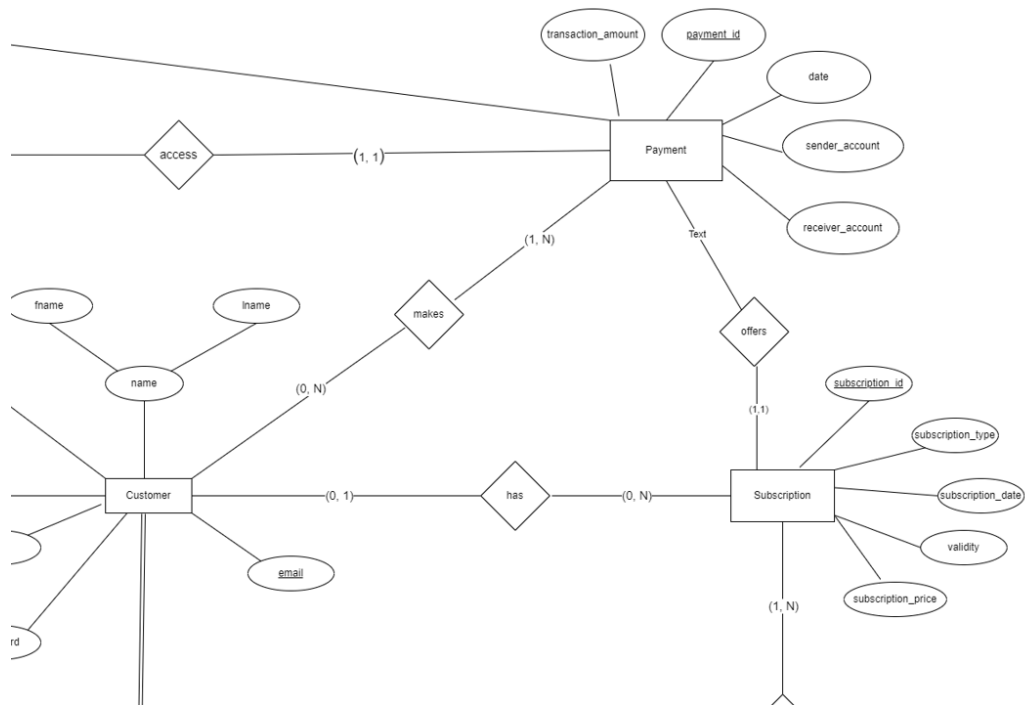 transaction_amount
payment_id
date
access
(1, 1)
Payment
sender_account
receiver_account
Text
(1, N)
fname
lname
makes
offers
name
(0, N)
subscription_id
(1,1)
subscription_type
Customer
(0, 1)
has
(0, N)
Subscription
subscription_date
validity
email
subscription_price
(1, N)
rd